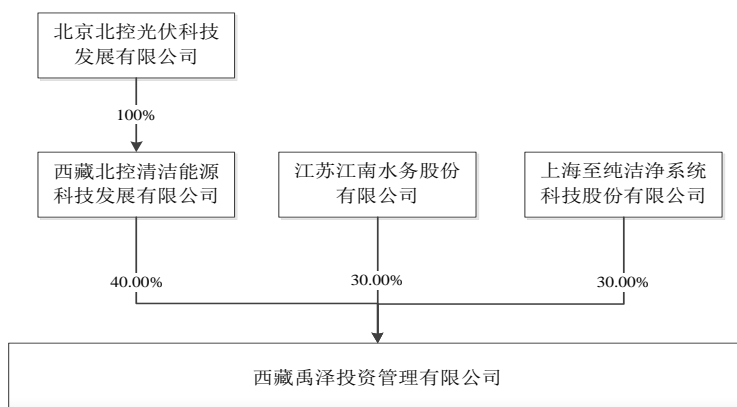 北京北控光伏科技
发展有限公司
100%
西藏北控清洁能源
科技发展有限公司
江苏江南水务股份
有限公司
上海至纯洁净系统
科技股份有限公司
40.00%
30.00%
30.00%
西藏禹泽投资管理有限公司